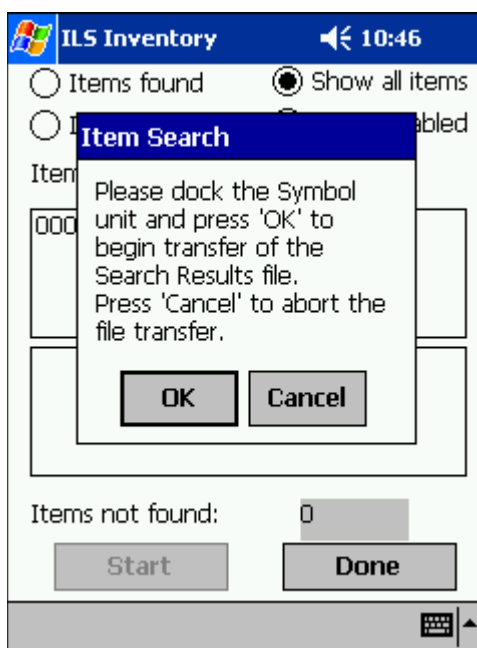 ILS Inventory 10:46
Items found Show all items
Item Search
Please dock the Symbol
unit and press 'OK' to
begin transfer of the
Search Results file.
Press 'Cancel' to abort the
file transfer.
OK Cancel
Items not found: 0
Start Done